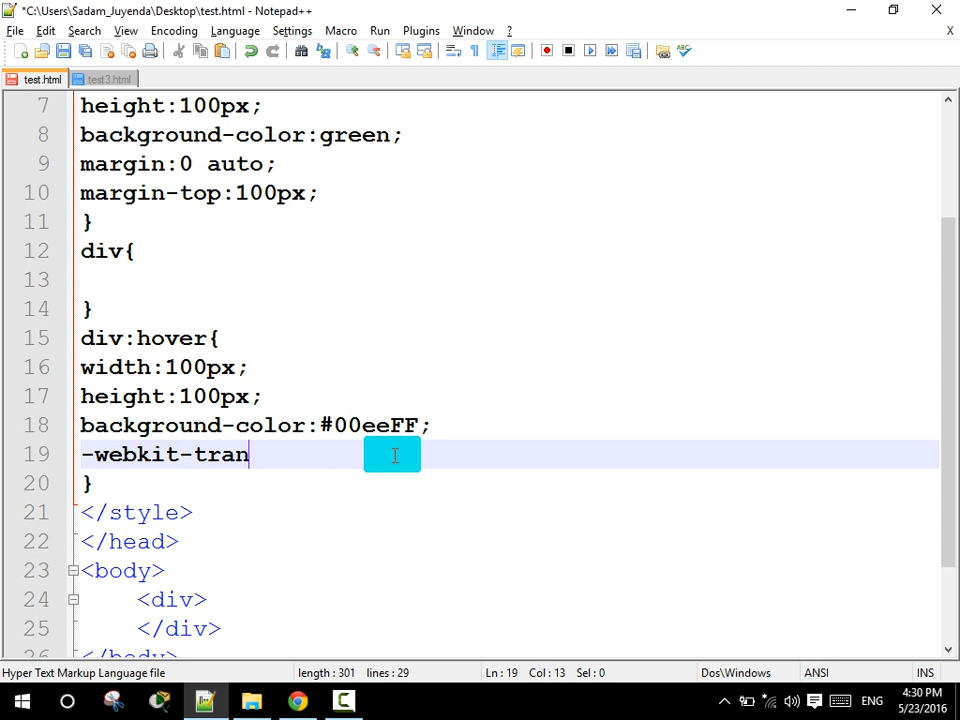 *C:\Users\Sadam_Juyenda\Desktop\test.html - Notepad++
File Edit Search View Encoding Language Settings Macro Run Plugins Window ? X
test.html test3.html
7 height:100px;
8 background-color:green;
9 margin:0 auto;
10 margin-top:100px;
11 }
12 div{
13
14 }
15 div:hover{
16 width:100px;
17 height:100px;
18 background-color:#00eeFF;
19 -webkit-tran
20 }
21 </style>
22 </head>
23 <body>
24 <div>
25 </div>
26 </body>
Hyper Text Markup Language file length : 301 lines : 29 Ln : 19 Col : 13 Sel : 0 Dos\Windows ANSI INS
ENG 4:30 PM
5/23/2016